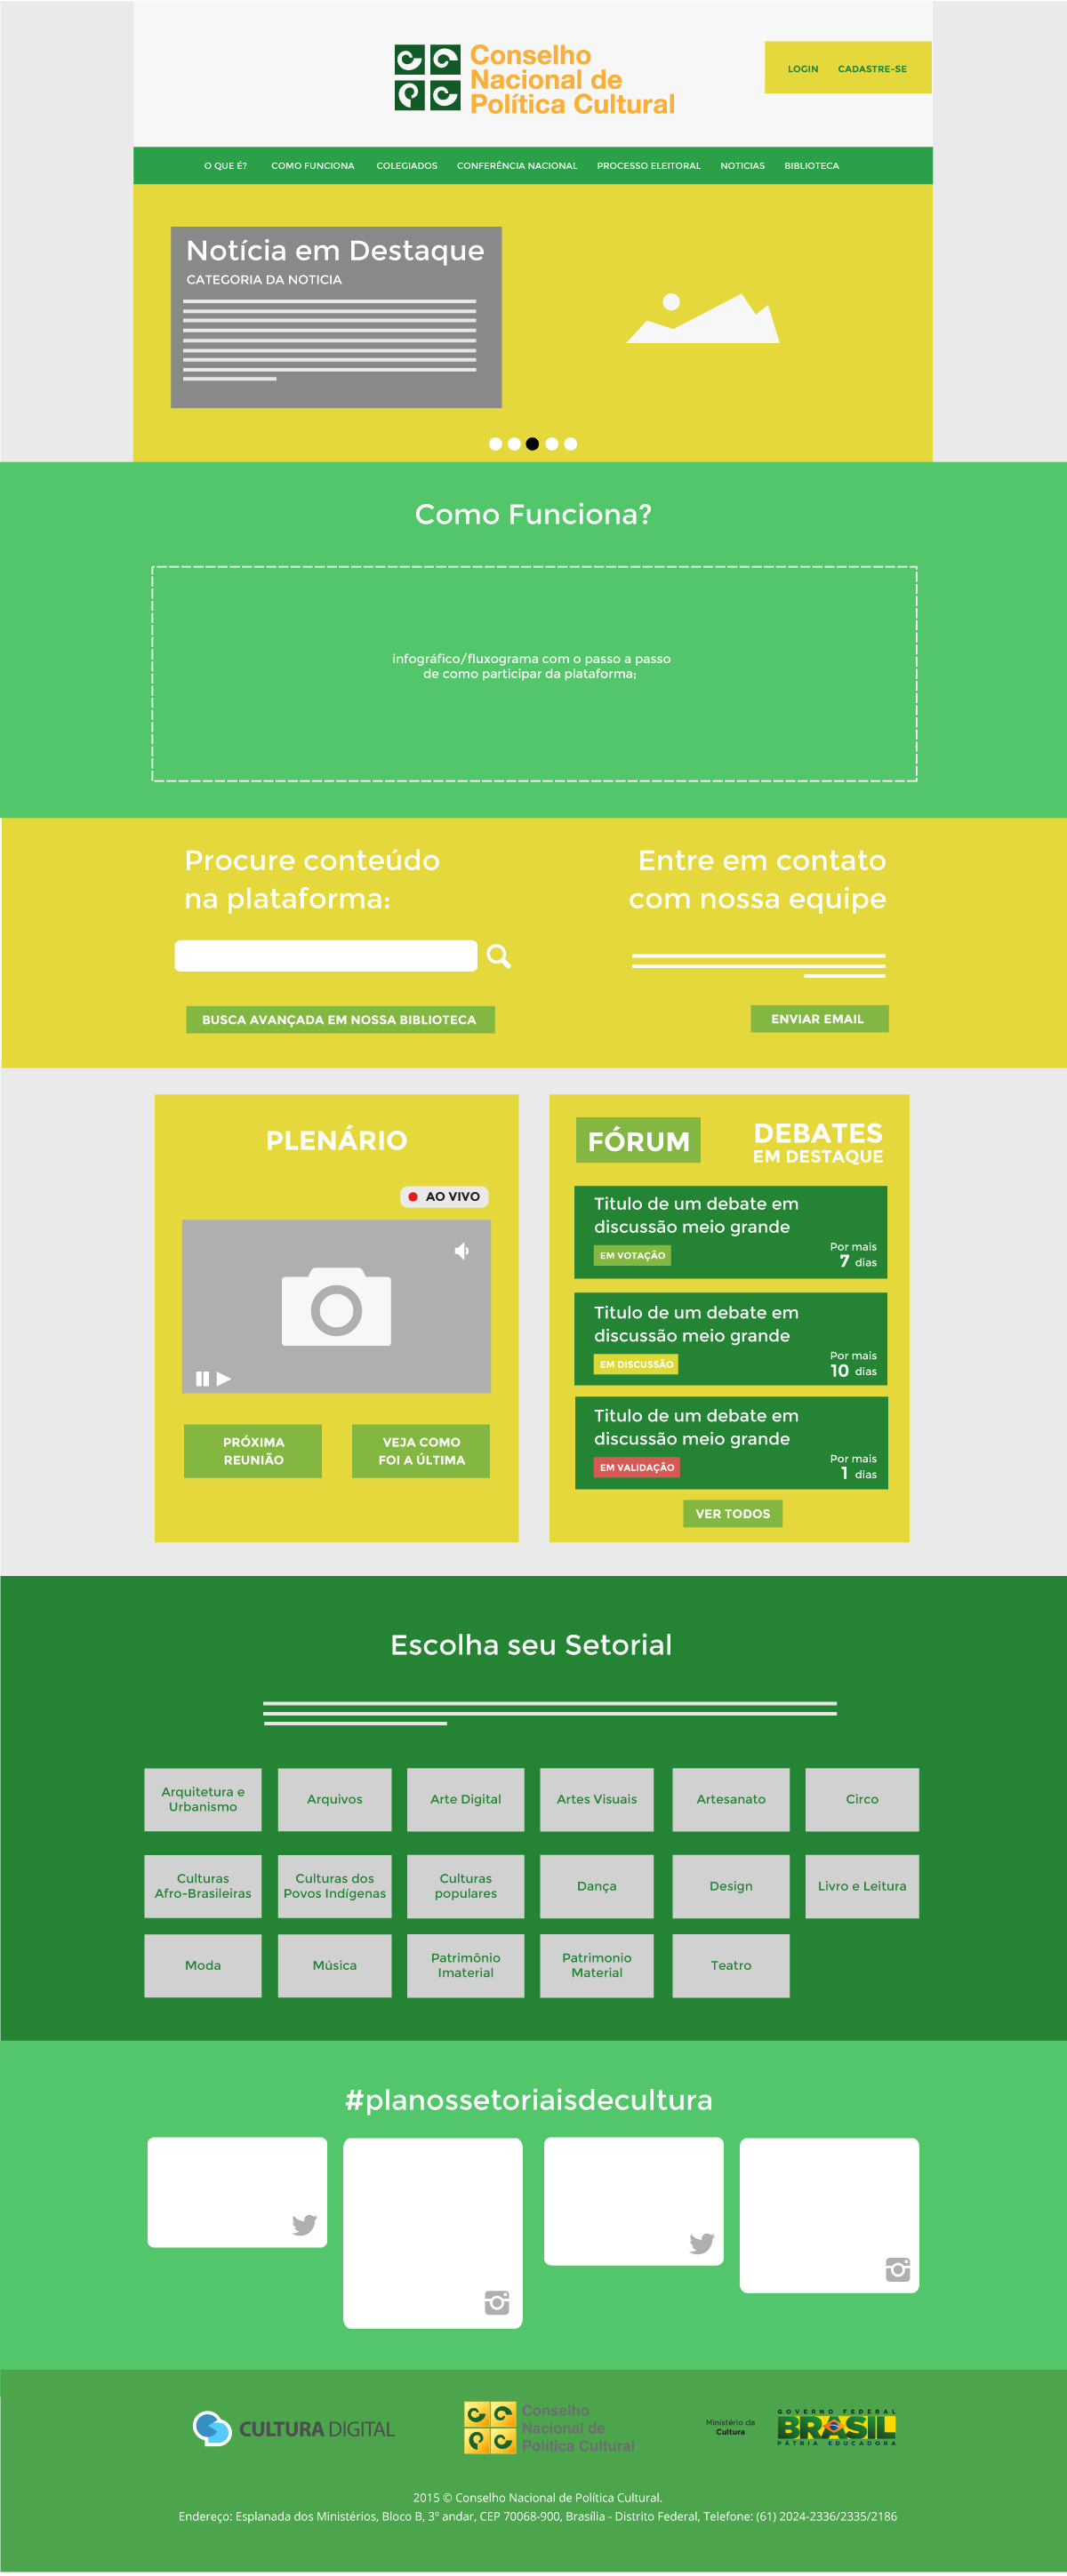 Conselho
Nacional de
Política Cultural
LOGIN CADASTRE-SE
O QUE É? COMO FUNCIONA COLEGIADOS CONFERÊNCIA NACIONAL PROCESSO ELEITORAL NOTICIAS BIBLIOTECA
Notícia em Destaque
CATEGORIA DA NOTICIA
Como Funciona?
infográfico/fluxograma com o passo a passo
de como participar da plataforma;
Procure conteúdo
na plataforma:
BUSCA AVANÇADA EM NOSSA BIBLIOTECA
Entre em contato
com nossa equipe
ENVIAR EMAIL
PLENÁRIO
AO VIVO
PRÓXIMA
REUNIÃO
VEJA COMO
FOI A ÚLTIMA
FÓRUM
DEBATES
EM DESTAQUE
Titulo de um debate em
discussão meio grande
EM VOTAÇÃO
Por mais
7 dias
Titulo de um debate em
discussão meio grande
EM DISCUSSÃO
Por mais
10 dias
Titulo de um debate em
discussão meio grande
EM VALIDAÇÃO
Por mais
1 dias
VER TODOS
Escolha seu Setorial
Arquitetura e
Urbanismo
Arquivos
Arte Digital
Artes Visuais
Artesanato
Circo
Culturas
Afro-Brasileiras
Culturas dos
Povos Indígenas
Culturas
populares
Dança
Design
Livro e Leitura
Moda
Música
Patrimônio
Imaterial
Patrimonio
Material
Teatro
#planossetoriaisdecultura
CULTURA DIGITAL
Conselho
Nacional de
Política Cultural
Ministério da
Cultura
GOVERNO FEDERAL
BRASIL
PÁTRIA EDUCADORA
2015 © Conselho Nacional de Política Cultural.
Endereço: Esplanada dos Ministérios, Bloco B, 3º andar, CEP 70068-900, Brasília - Distrito Federal, Telefone: (61) 2024-2336/2335/2186